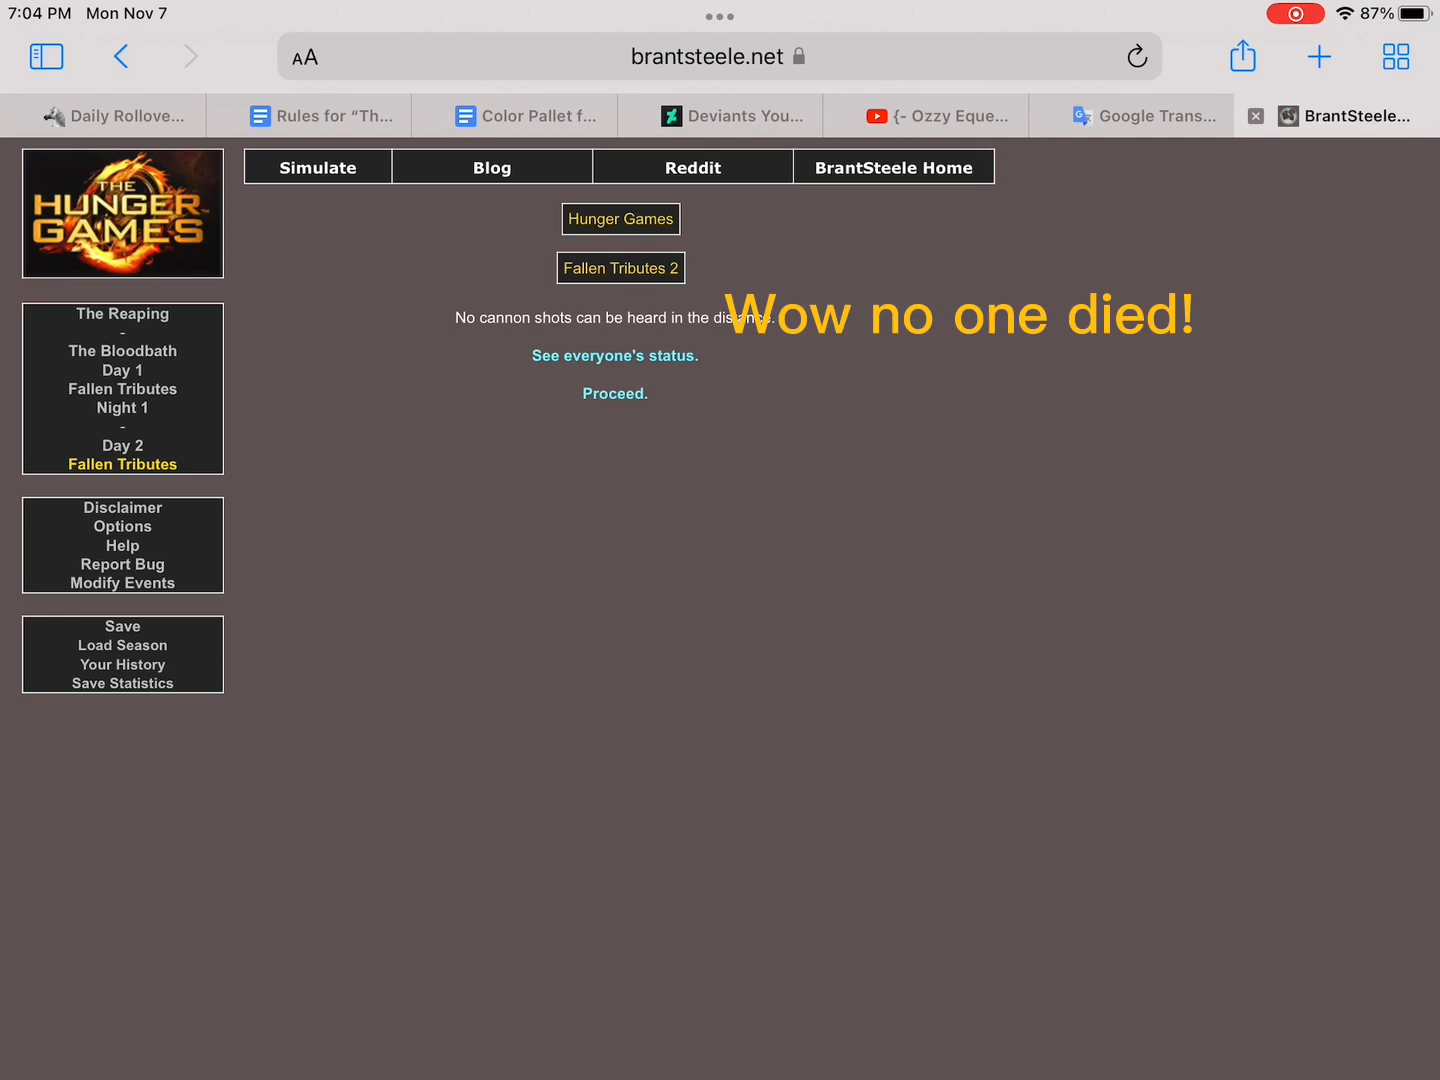 7:04 PM Mon Nov 7
87%
AA
brantsteele.net
Daily Rollove...
Rules for “Th...
Color Pallet f...
Deviants You...
{- Ozzy Eque...
Google Trans...
BrantSteele...
THE
HUNGER
GAMES
Simulate
Blog
Reddit
BrantSteele Home
Hunger Games
Fallen Tributes 2
No cannon shots can be heard in the distance.
Wow no one died!
See everyone's status.
Proceed.
The Reaping
-
The Bloodbath
Day 1
Fallen Tributes
Night 1
-
Day 2
Fallen Tributes
Disclaimer
Options
Help
Report Bug
Modify Events
Save
Load Season
Your History
Save Statistics